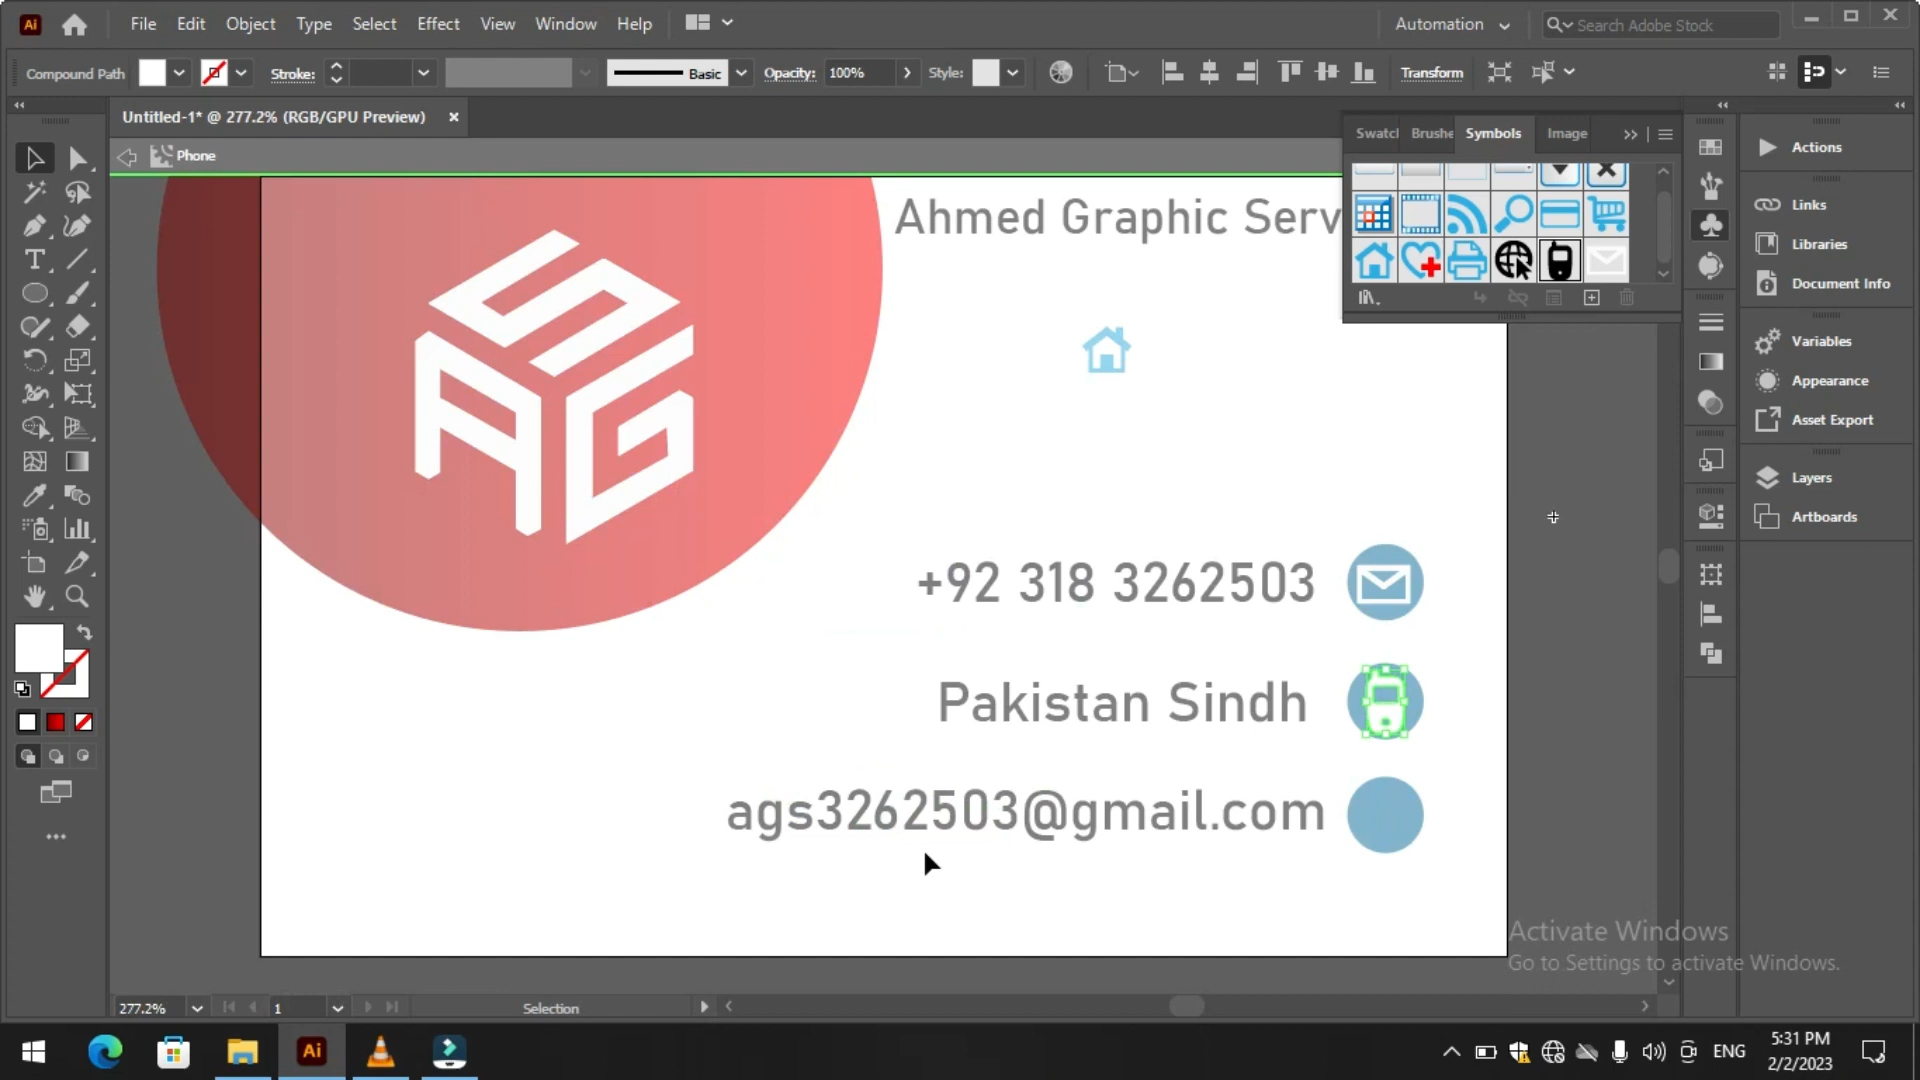 File Edit Object Type Select Effect View Window Help
Automation
Search Adobe Stock
Compound Path
Stroke:
Basic
Opacity: 100%
Style:
Transform
Untitled-1* @ 277.2% (RGB/GPU Preview)
Phone
Swatch Brushe Symbols Image
Actions
Links
Libraries
Document Info
Variables
Appearance
Asset Export
Layers
Artboards
Ahmed Graphic Serv
SAG
+92 318 3262503
Pakistan Sindh
ags3262503@gmail.com
Activate Windows
Go to Settings to activate Windows.
277.2%
1
Selection
Ai
ENG
5:31 PM
2/2/2023